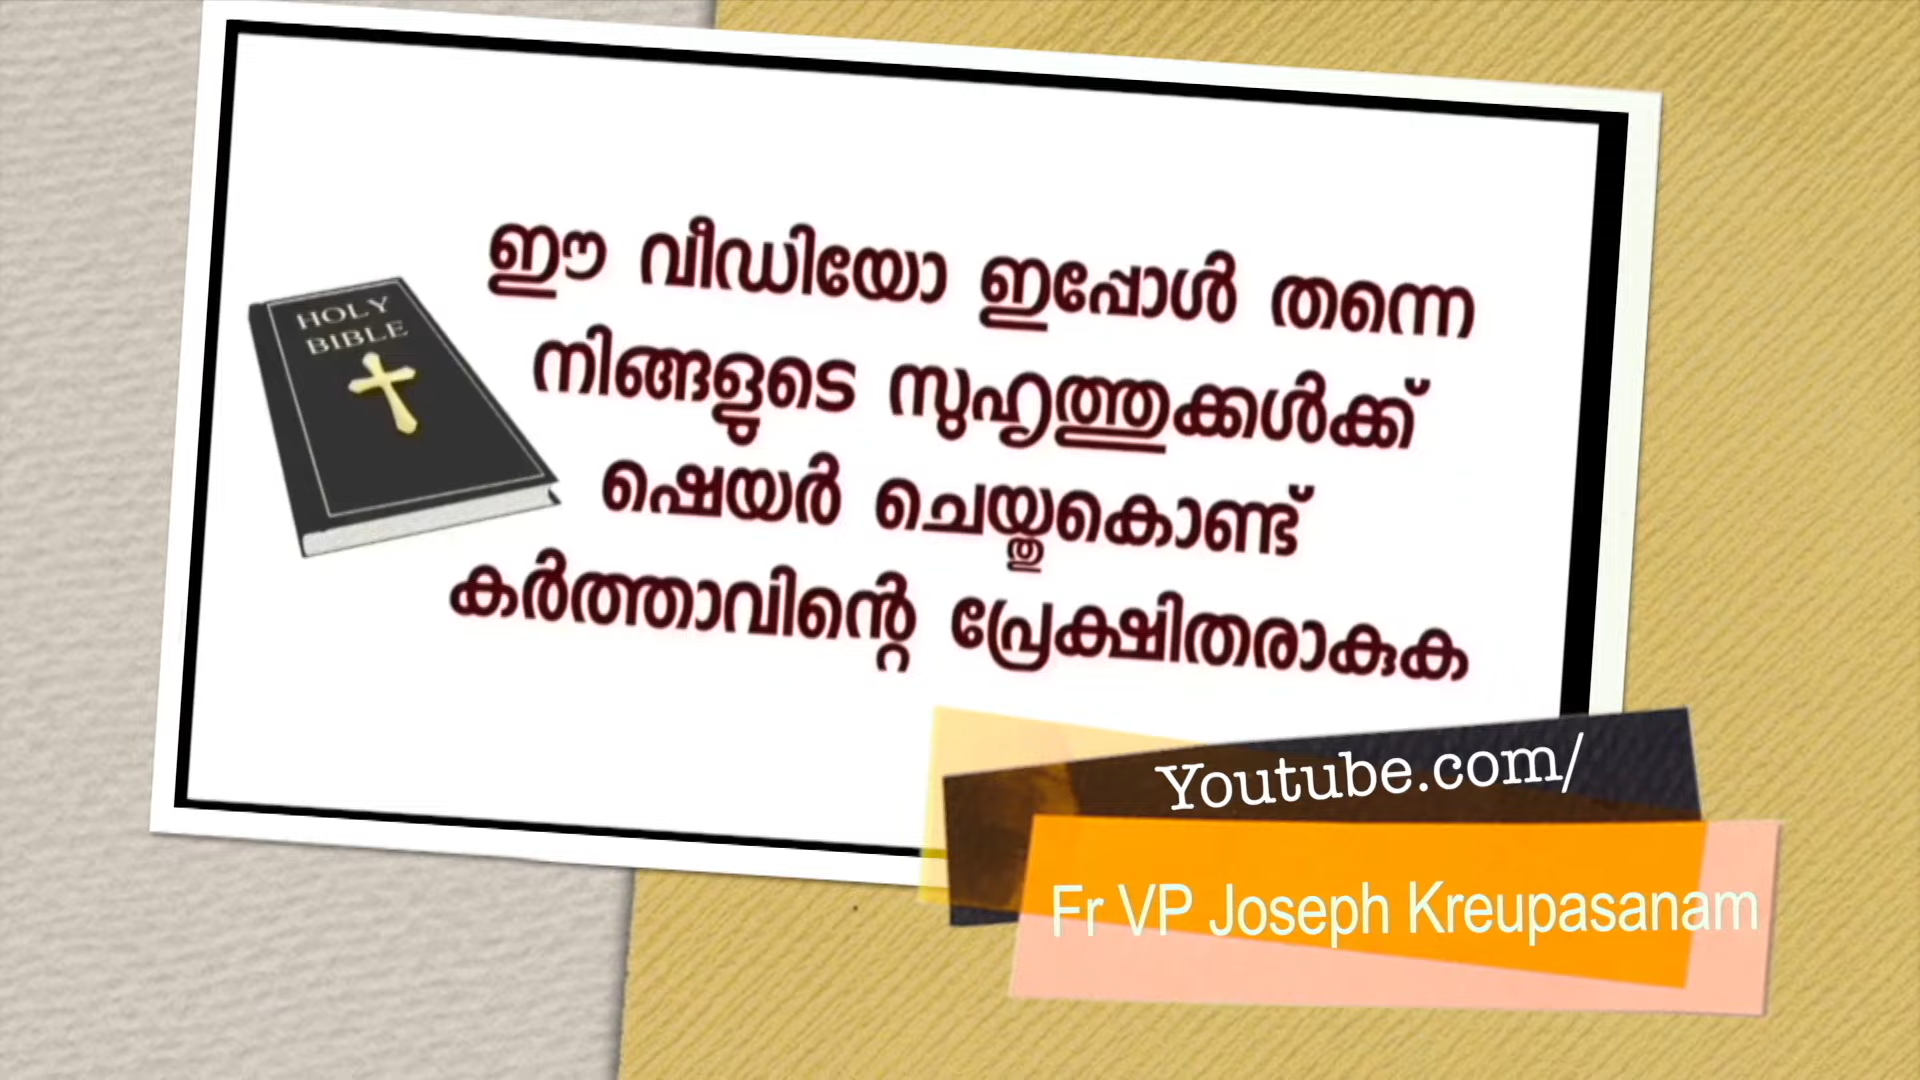 HOLY
BIBLE
ഈ വീഡിയോ ഇപ്പോൾ തന്നെ
നിങ്ങളുടെ സുഹൃത്തുക്കൾക്ക്
ഷെയർ ചെയ്തുകൊണ്ട്
കർത്താവിന്റെ പ്രേക്ഷിതരാകുക
Youtube.com/
Fr VP Joseph Kreupasanam